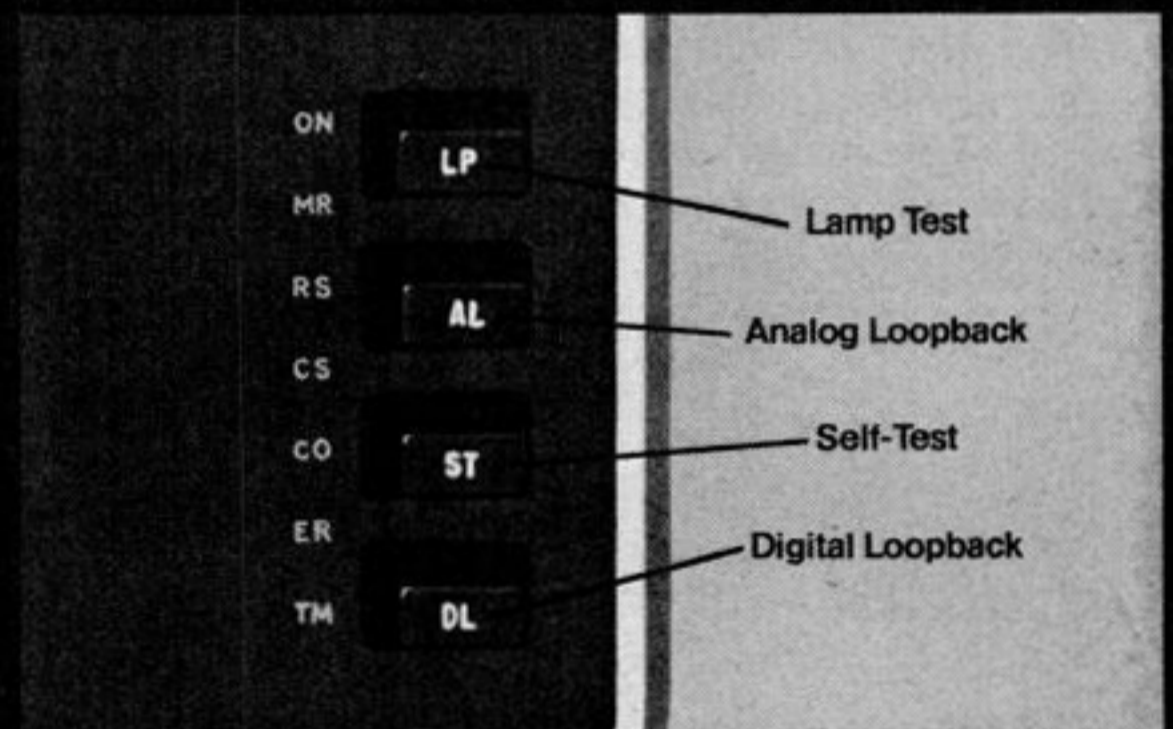 ON
LP
MR
Lamp Test
RS
AL
Analog Loopback
CS
Self-Test
CO
ST
ER
Digital Loopback
TM
DL